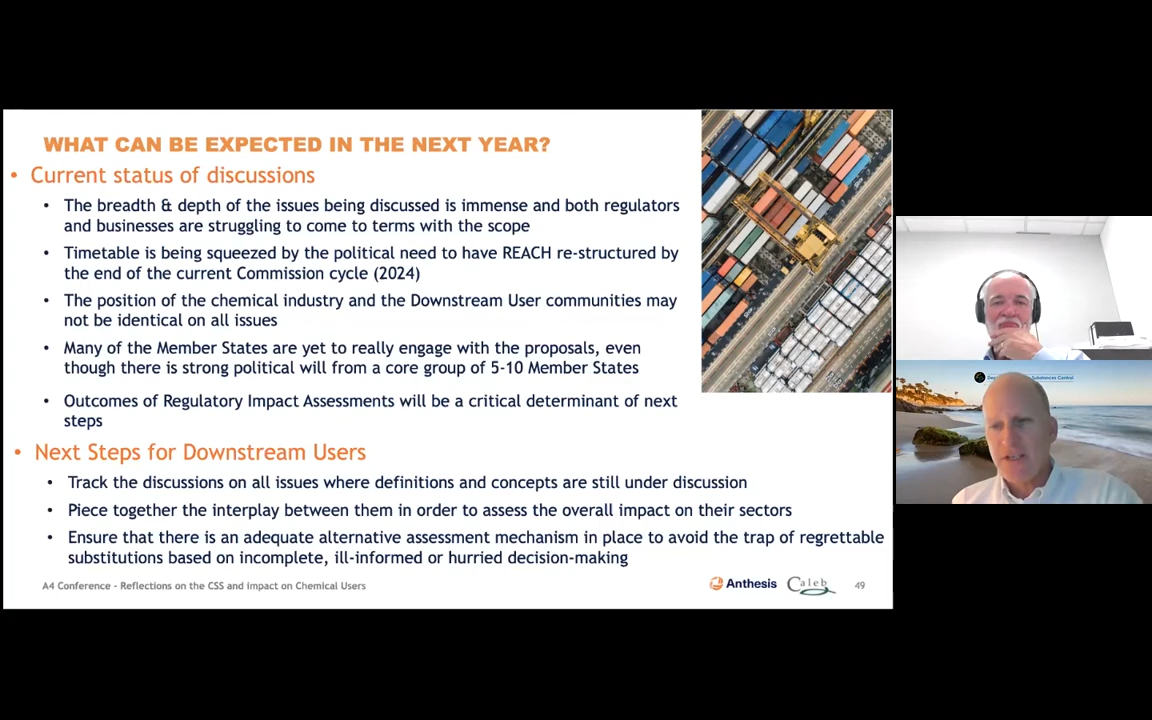 WHAT CAN BE EXPECTED IN THE NEXT YEAR?
• Current status of discussions
• The breadth & depth of the issues being discussed is immense and both regulators
and businesses are struggling to come to terms with the scope
• Timetable is being squeezed by the political need to have REACH re-structured by
the end of the current Commission cycle (2024)
• The position of the chemical industry and the Downstream User communities may
not be identical on all issues
• Many of the Member States are yet to really engage with the proposals, even
though there is strong political will from a core group of 5-10 Member States
• Outcomes of Regulatory Impact Assessments will be a critical determinant of next
steps
• Next Steps for Downstream Users
• Track the discussions on all issues where definitions and concepts are still under discussion
• Piece together the interplay between them in order to assess the overall impact on their sectors
• Ensure that there is an adequate alternative assessment mechanism in place to avoid the trap of regrettable
substitutions based on incomplete, ill-informed or hurried decision-making
A4 Conference - Reflections on the CSS and impact on Chemical Users
Anthesis
Caleb
49
Substances Control